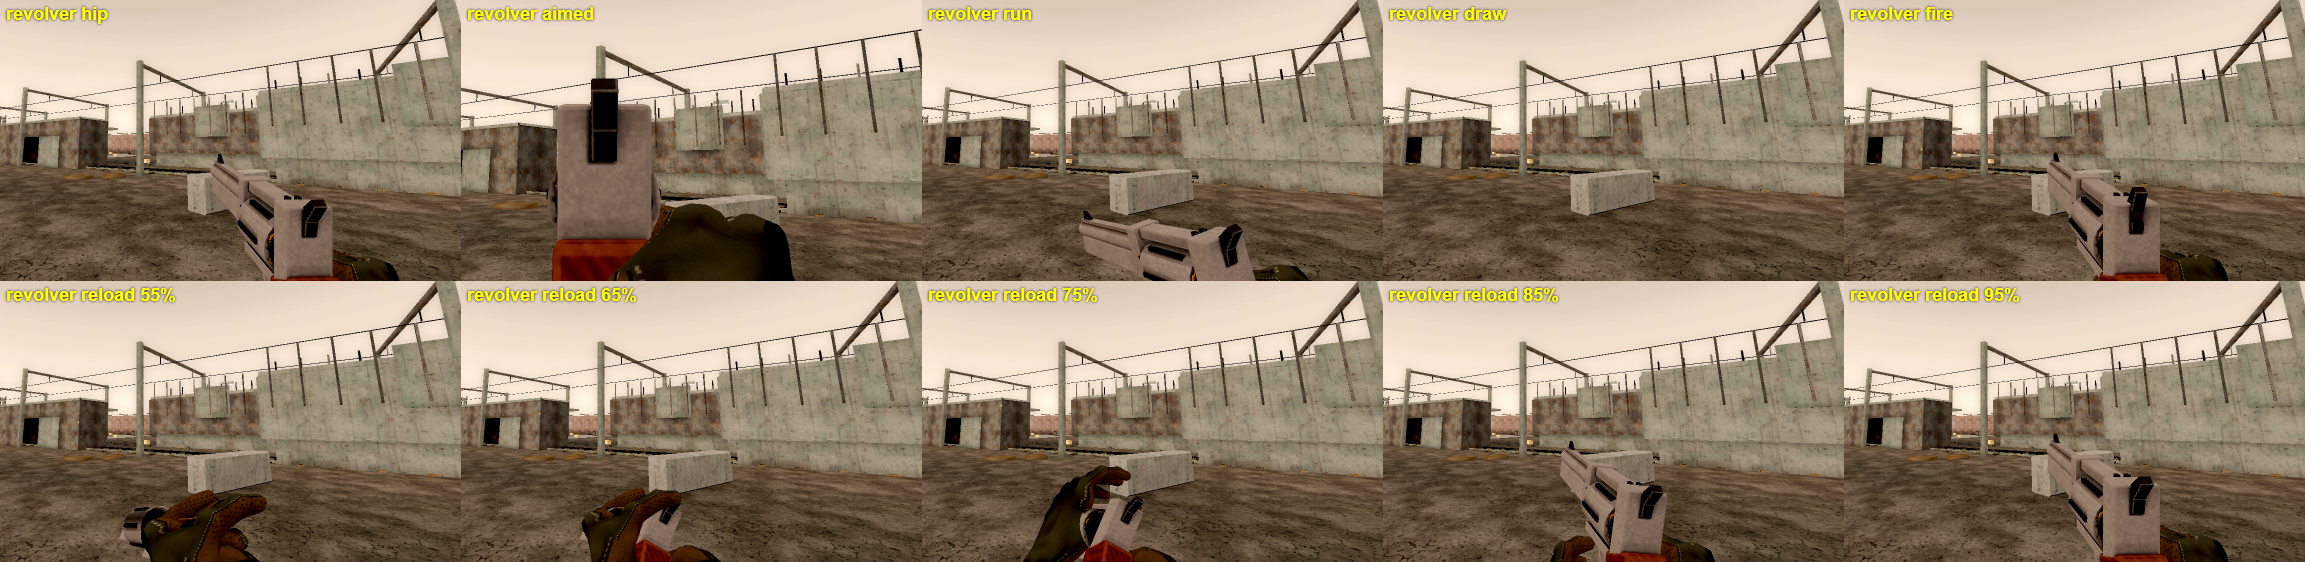 revolver hip
revolver aimed
revolver run
revolver draw
revolver fire
revolver reload 55%
revolver reload 65%
revolver reload 75%
revolver reload 85%
revolver reload 95%